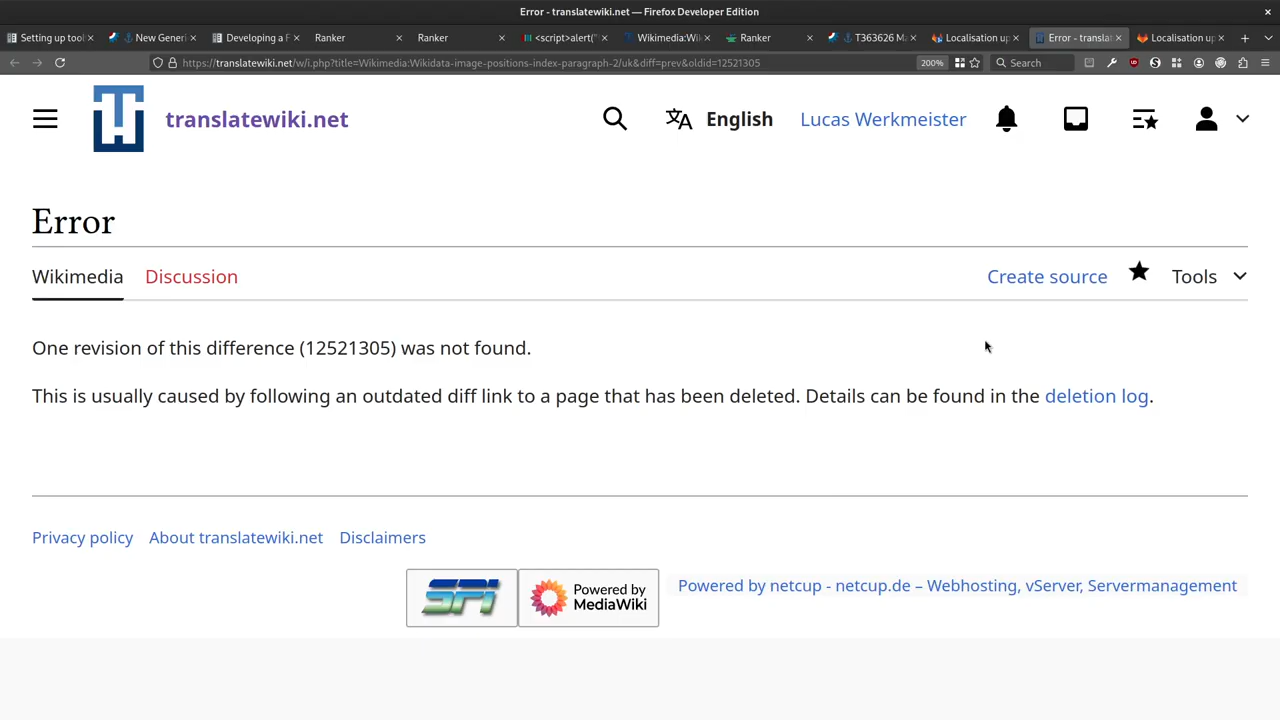 Error - translatewiki.net — Firefox Developer Edition
Setting up tool
New Generi
Developing a F
Ranker
Ranker
<script>alert("
Wikimedia:Wi
Ranker
T363626 M
Localisation up
Error - transla
Localisation up
https://translatewiki.net/w/i.php?title=Wikimedia:Wikidata-image-positions-index-paragraph-2/uk&diff=prev&oldid=12521305
200%
Search
translatewiki.net
English
Lucas Werkmeister
Error
Wikimedia Discussion
Create source
Tools
One revision of this difference (12521305) was not found.
This is usually caused by following an outdated diff link to a page that has been deleted. Details can be found in the deletion log.
Privacy policy About translatewiki.net Disclaimers
SPI
Powered by
MediaWiki
Powered by netcup - netcup.de – Webhosting, vServer, Servermanagement